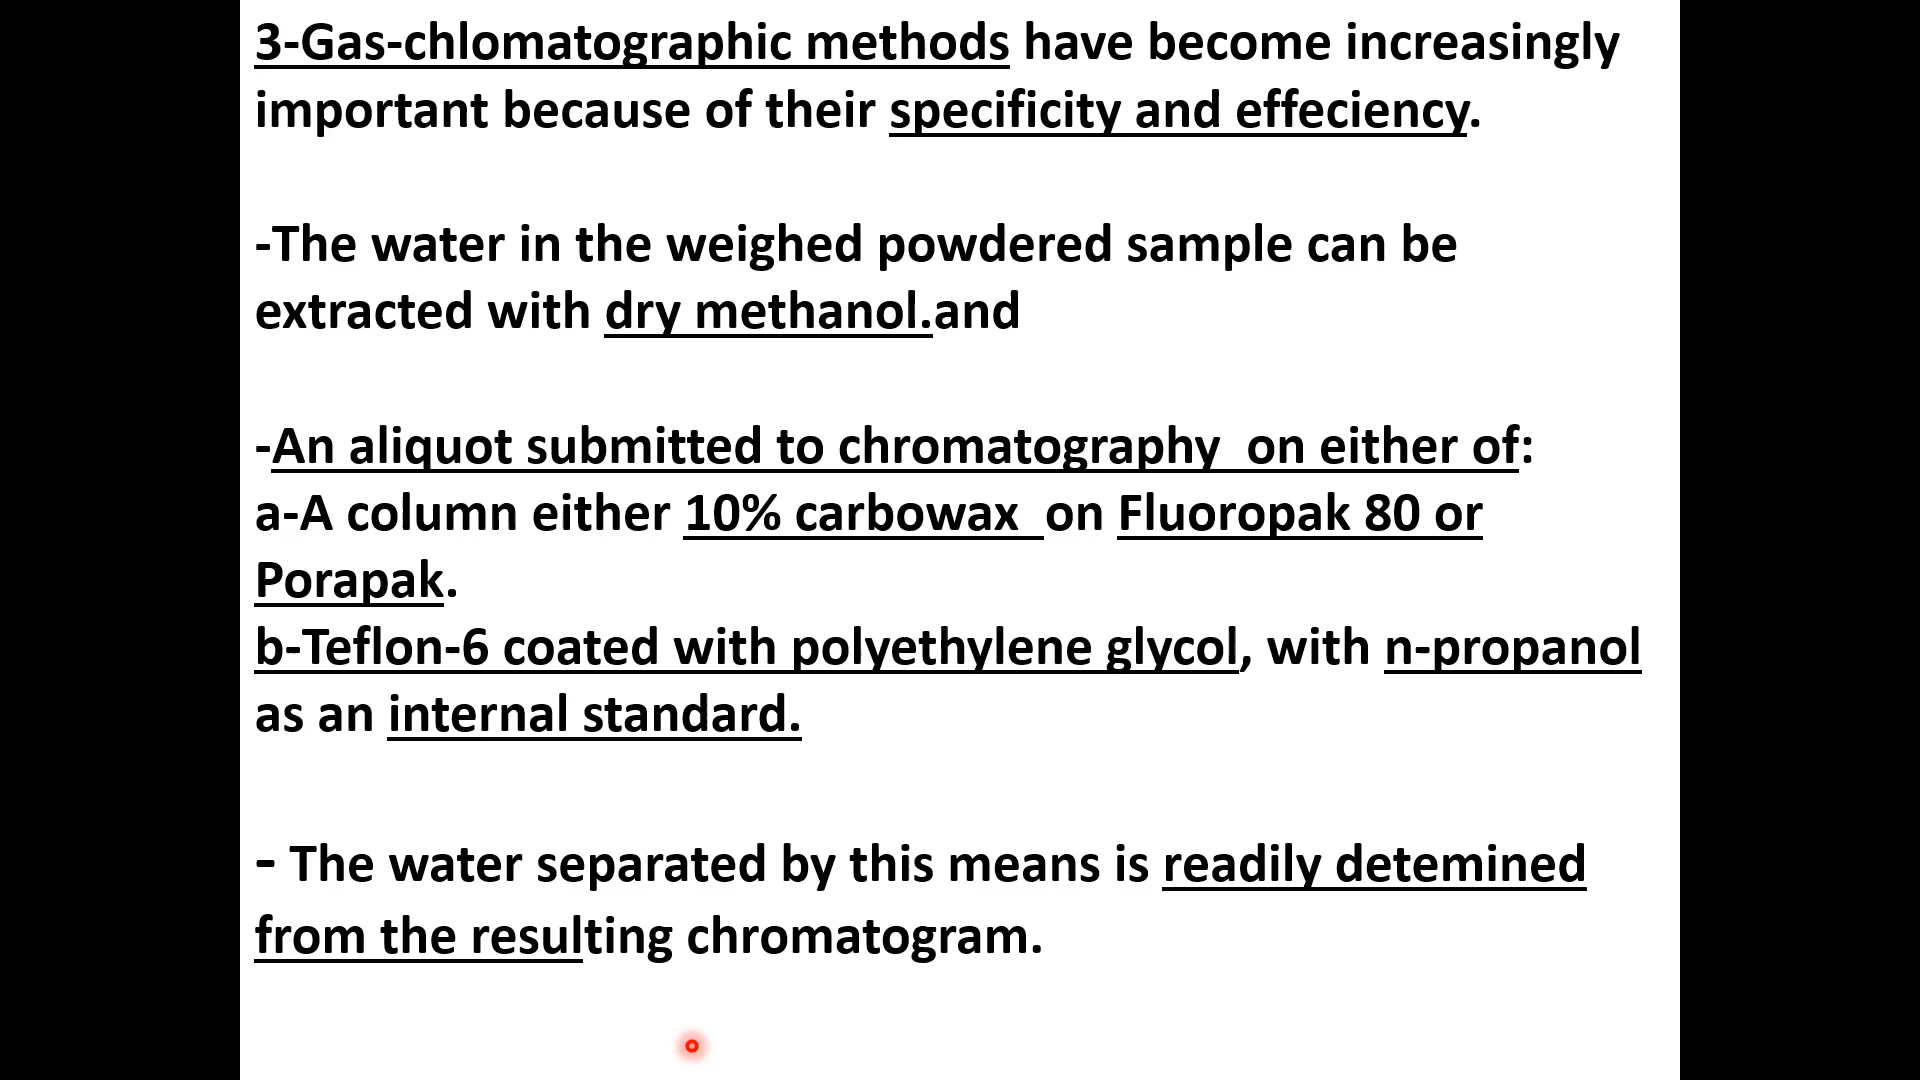 3-Gas-chlomatographic methods have become increasingly
important because of their specificity and effeciency.
-The water in the weighed powdered sample can be
extracted with dry methanol.and
-An aliquot submitted to chromatography  on either of:
a-A column either 10% carbowax  on Fluoropak 80 or
Porapak.
b-Teflon-6 coated with polyethylene glycol, with n-propanol
as an internal standard.
- The water separated by this means is readily detemined
from the resulting chromatogram.